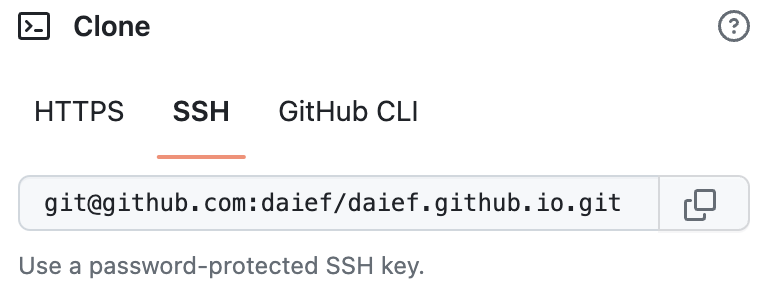 Clone
HTTPS SSH GitHub CLI
git@github.com:daief/daief.github.io.git
Use a password-protected SSH key.